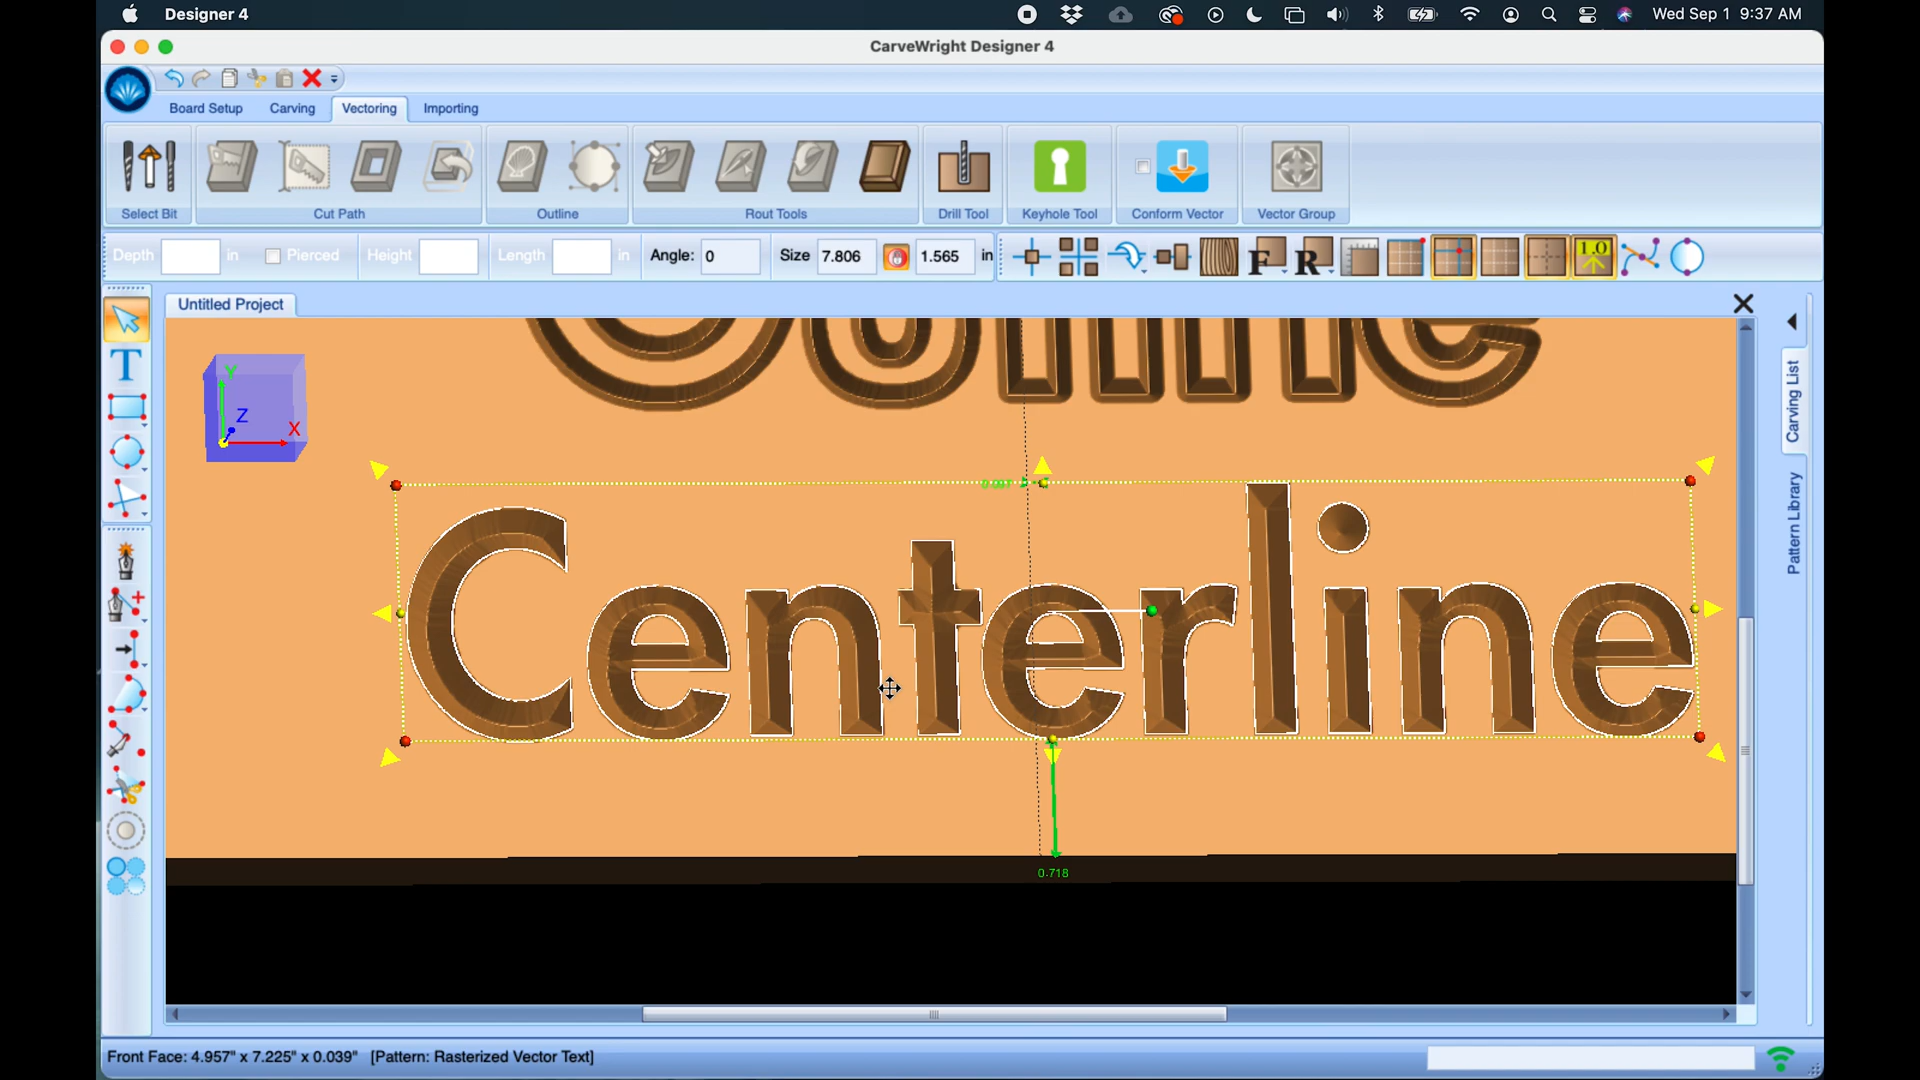 Designer 4
Wed Sep 1 9:37 AM
CarveWright Designer 4
Board Setup
Carving
Vectoring
Importing
Select Bit
Cut Path
Outline
Rout Tools
Drill Tool
Keyhole Tool
Conform Vector
Vector Group
Depth in
Pierced
Height
Length in
Angle: 0
Size 7.806
1.565 in
F
R
1.0
Untitled Project
T
Y
Z
X
Carving List
Pattern Library
Centerline
0.718
Front Face: 4.957" x 7.225" x 0.039" [Pattern: Rasterized Vector Text]